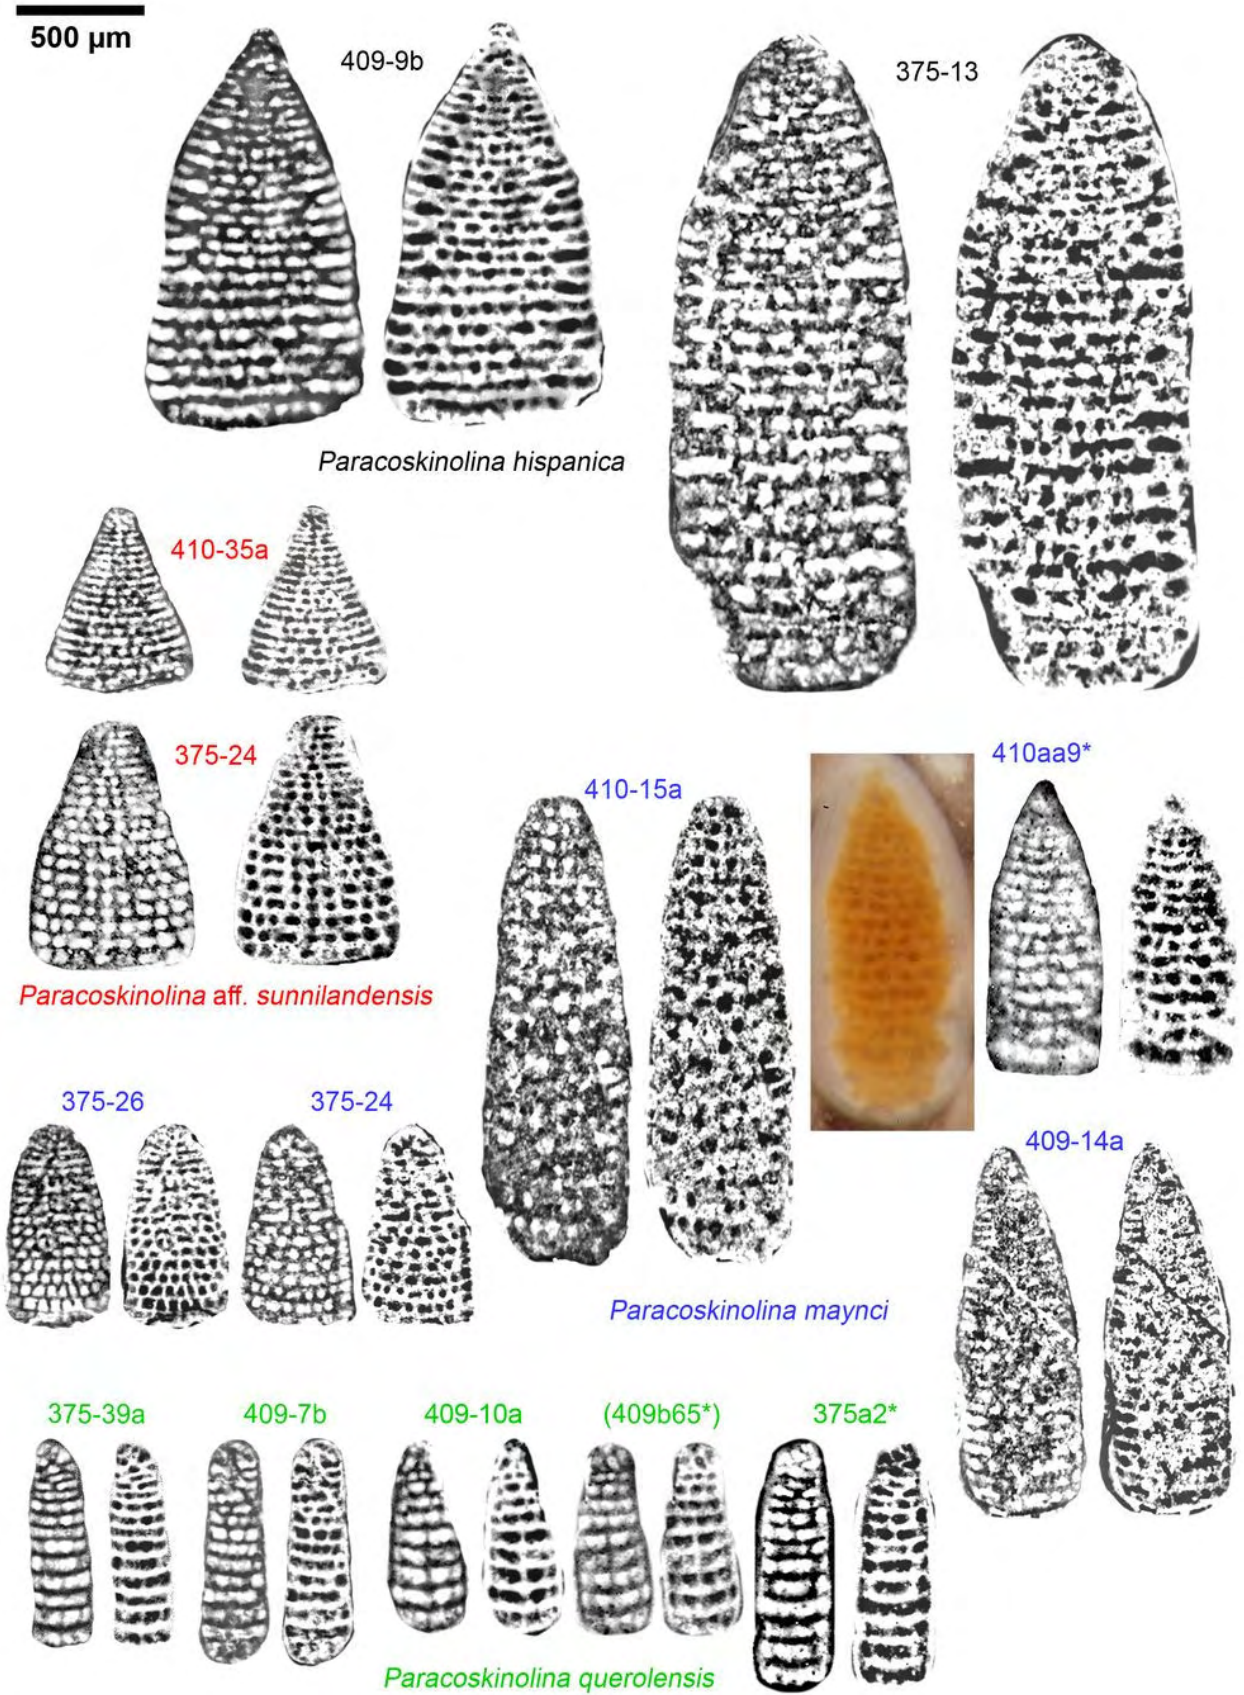 500 µm
409-9b
375-13
Paracoskinolina hispanica
410-35a
375-24
410-15a
410aa9*
Paracoskinolina aff. sunnilandensis
375-26
375-24
409-14a
Paracoskinolina maynci
375-39a
409-7b
409-10a
(409b65*)
375a2*
Paracoskinolina querolensis